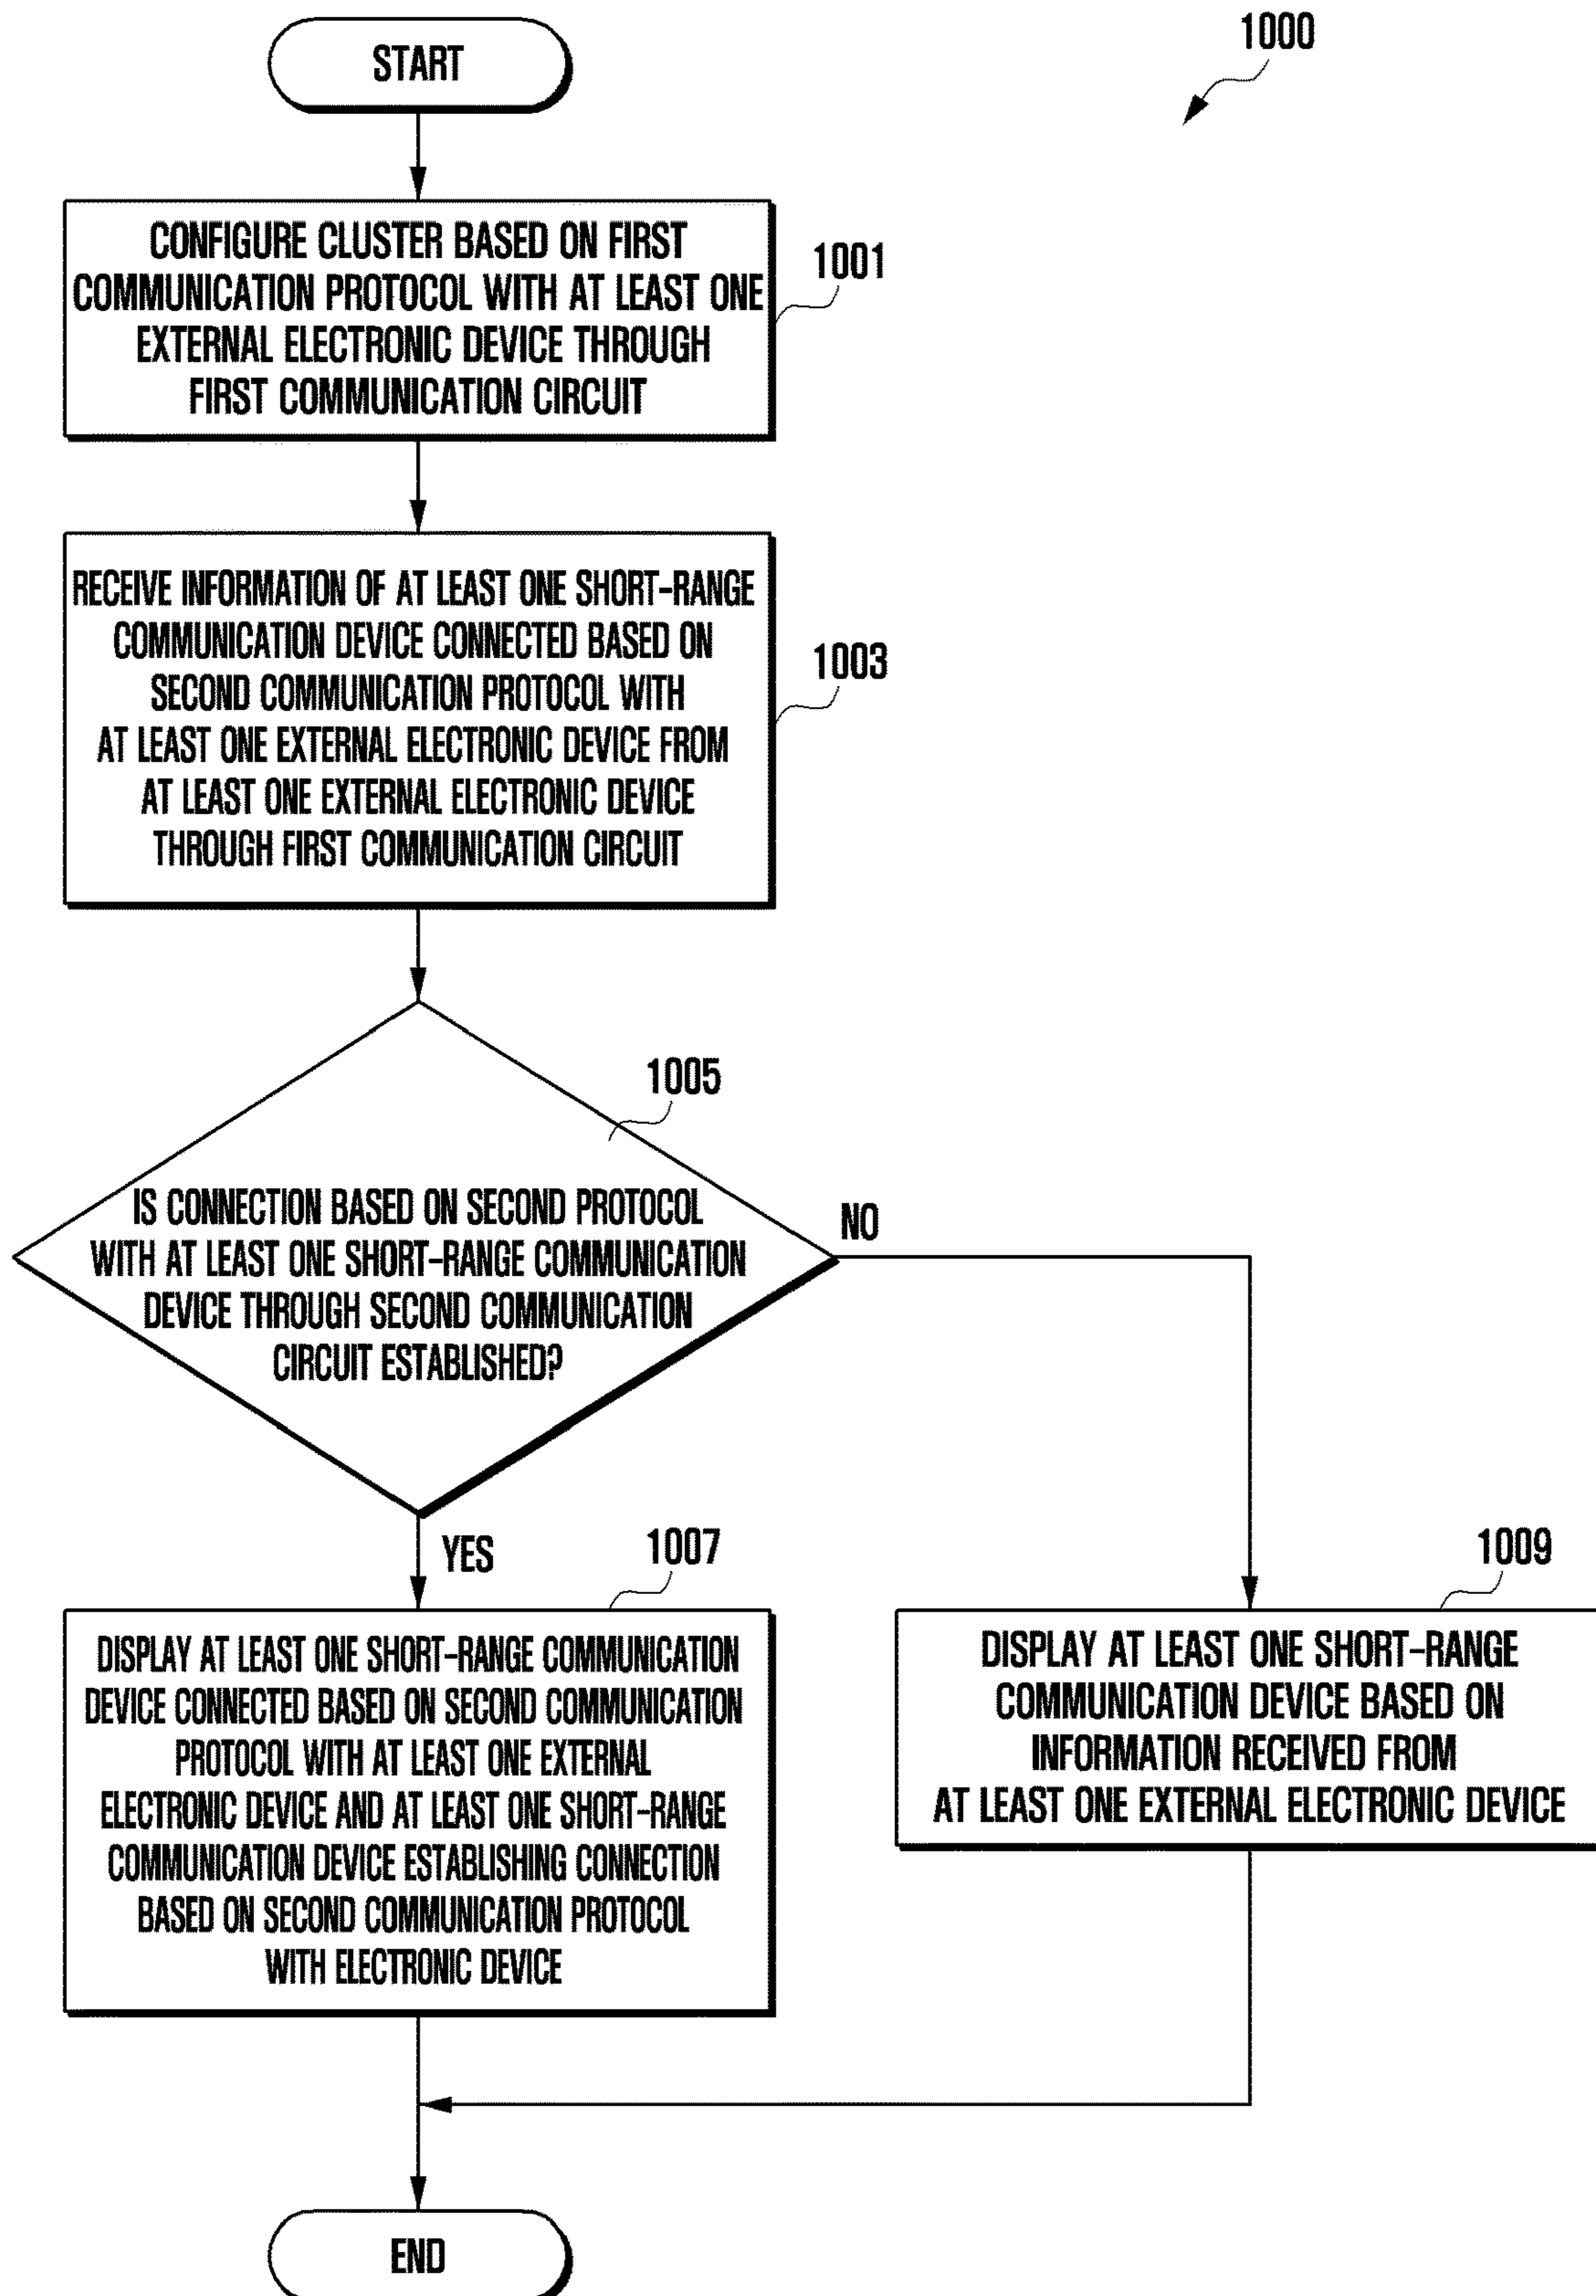 START
1000
CONFIGURE CLUSTER BASED ON FIRST
COMMUNICATION PROTOCOL WITH AT LEAST ONE
EXTERNAL ELECTRONIC DEVICE THROUGH
FIRST COMMUNICATION CIRCUIT
1001
RECEIVE INFORMATION OF AT LEAST ONE SHORT-RANGE
COMMUNICATION DEVICE CONNECTED BASED ON
SECOND COMMUNICATION PROTOCOL WITH
AT LEAST ONE EXTERNAL ELECTRONIC DEVICE FROM
AT LEAST ONE EXTERNAL ELECTRONIC DEVICE
THROUGH FIRST COMMUNICATION CIRCUIT
1003
1005
IS CONNECTION BASED ON SECOND PROTOCOL
WITH AT LEAST ONE SHORT-RANGE COMMUNICATION
DEVICE THROUGH SECOND COMMUNICATION
CIRCUIT ESTABLISHED?
NO
YES
1007
DISPLAY AT LEAST ONE SHORT-RANGE COMMUNICATION
DEVICE CONNECTED BASED ON SECOND COMMUNICATION
PROTOCOL WITH AT LEAST ONE EXTERNAL
ELECTRONIC DEVICE AND AT LEAST ONE SHORT-RANGE
COMMUNICATION DEVICE ESTABLISHING CONNECTION
BASED ON SECOND COMMUNICATION PROTOCOL
WITH ELECTRONIC DEVICE
1009
DISPLAY AT LEAST ONE SHORT-RANGE
COMMUNICATION DEVICE BASED ON
INFORMATION RECEIVED FROM
AT LEAST ONE EXTERNAL ELECTRONIC DEVICE
END